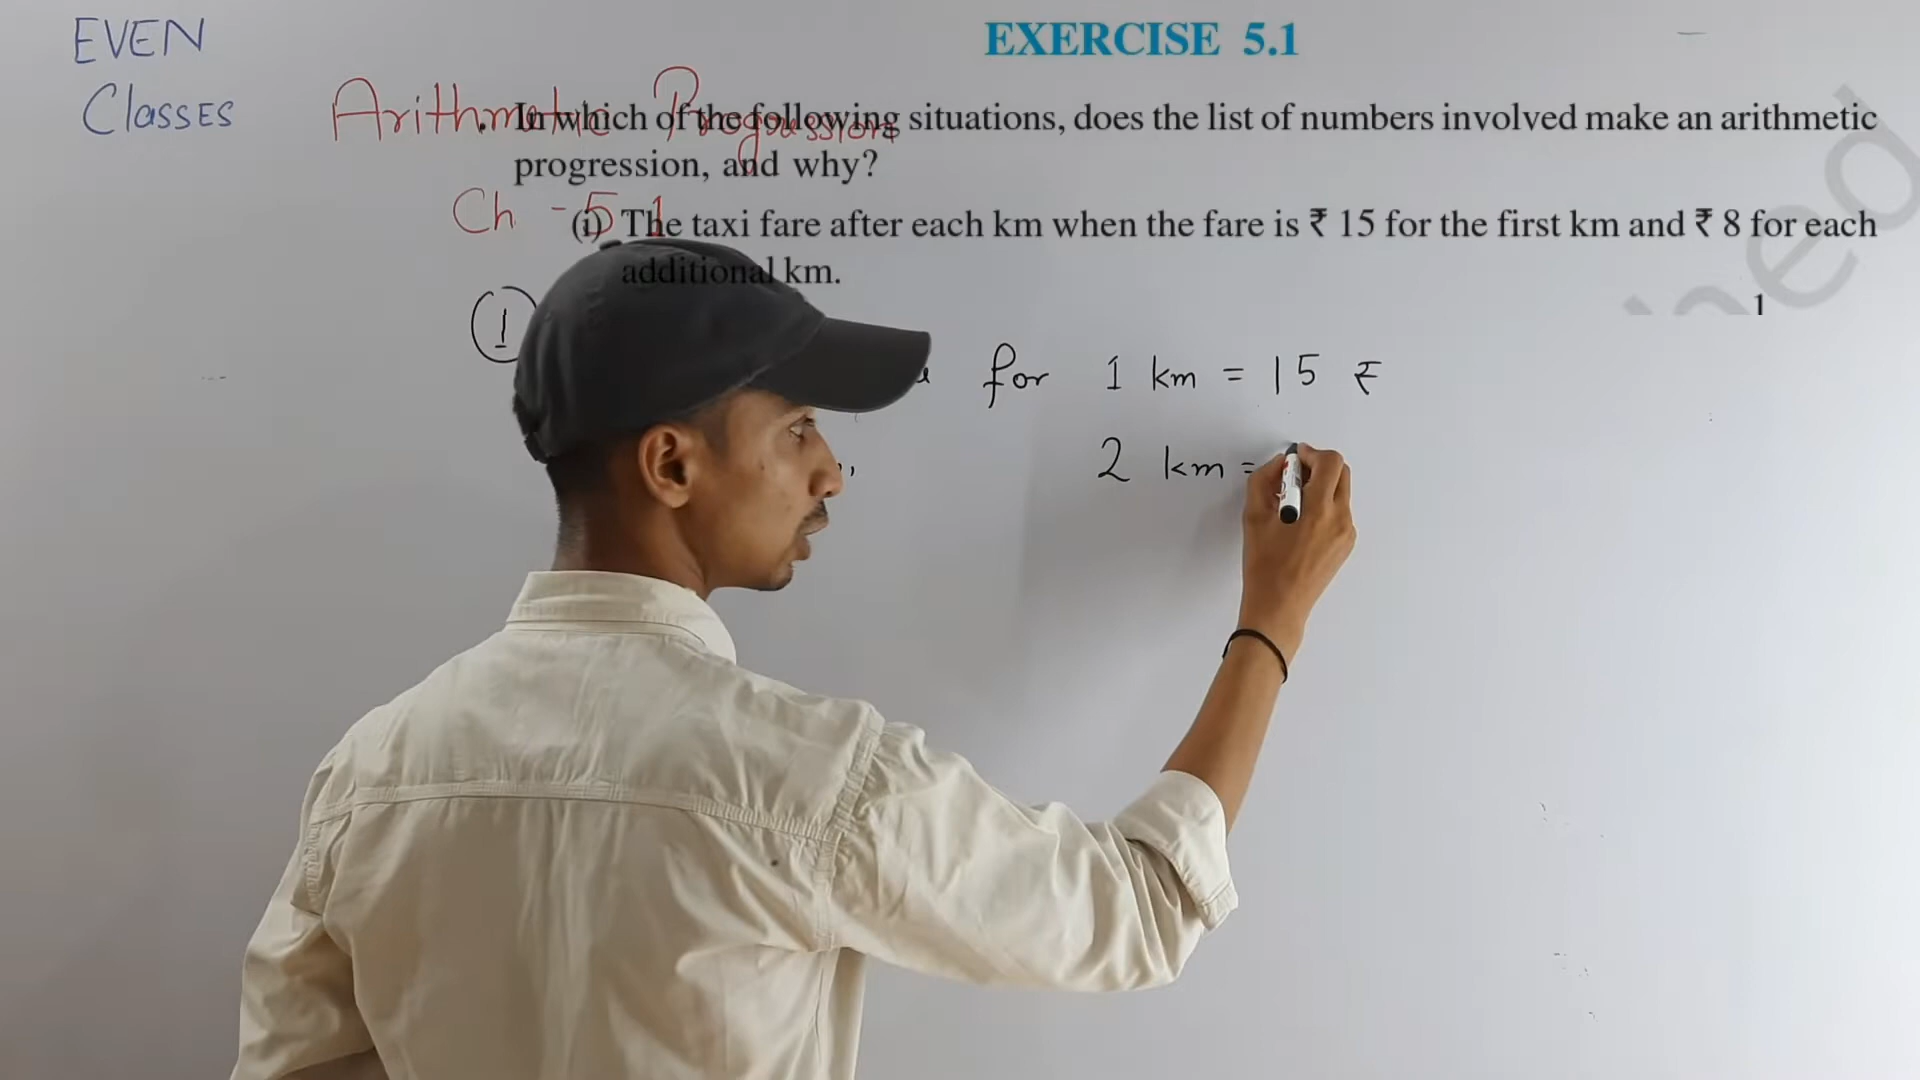 EVEN
Classes
EXERCISE 5.1
Arithmetic Progression
In which of the following situations, does the list of numbers involved make an arithmetic
progression, and why?
Ch - 5.1
(i) The taxi fare after each km when the fare is ₹ 15 for the first km and ₹ 8 for each
additional km.
1
1
for 1 km = 15 ₹
2 km =